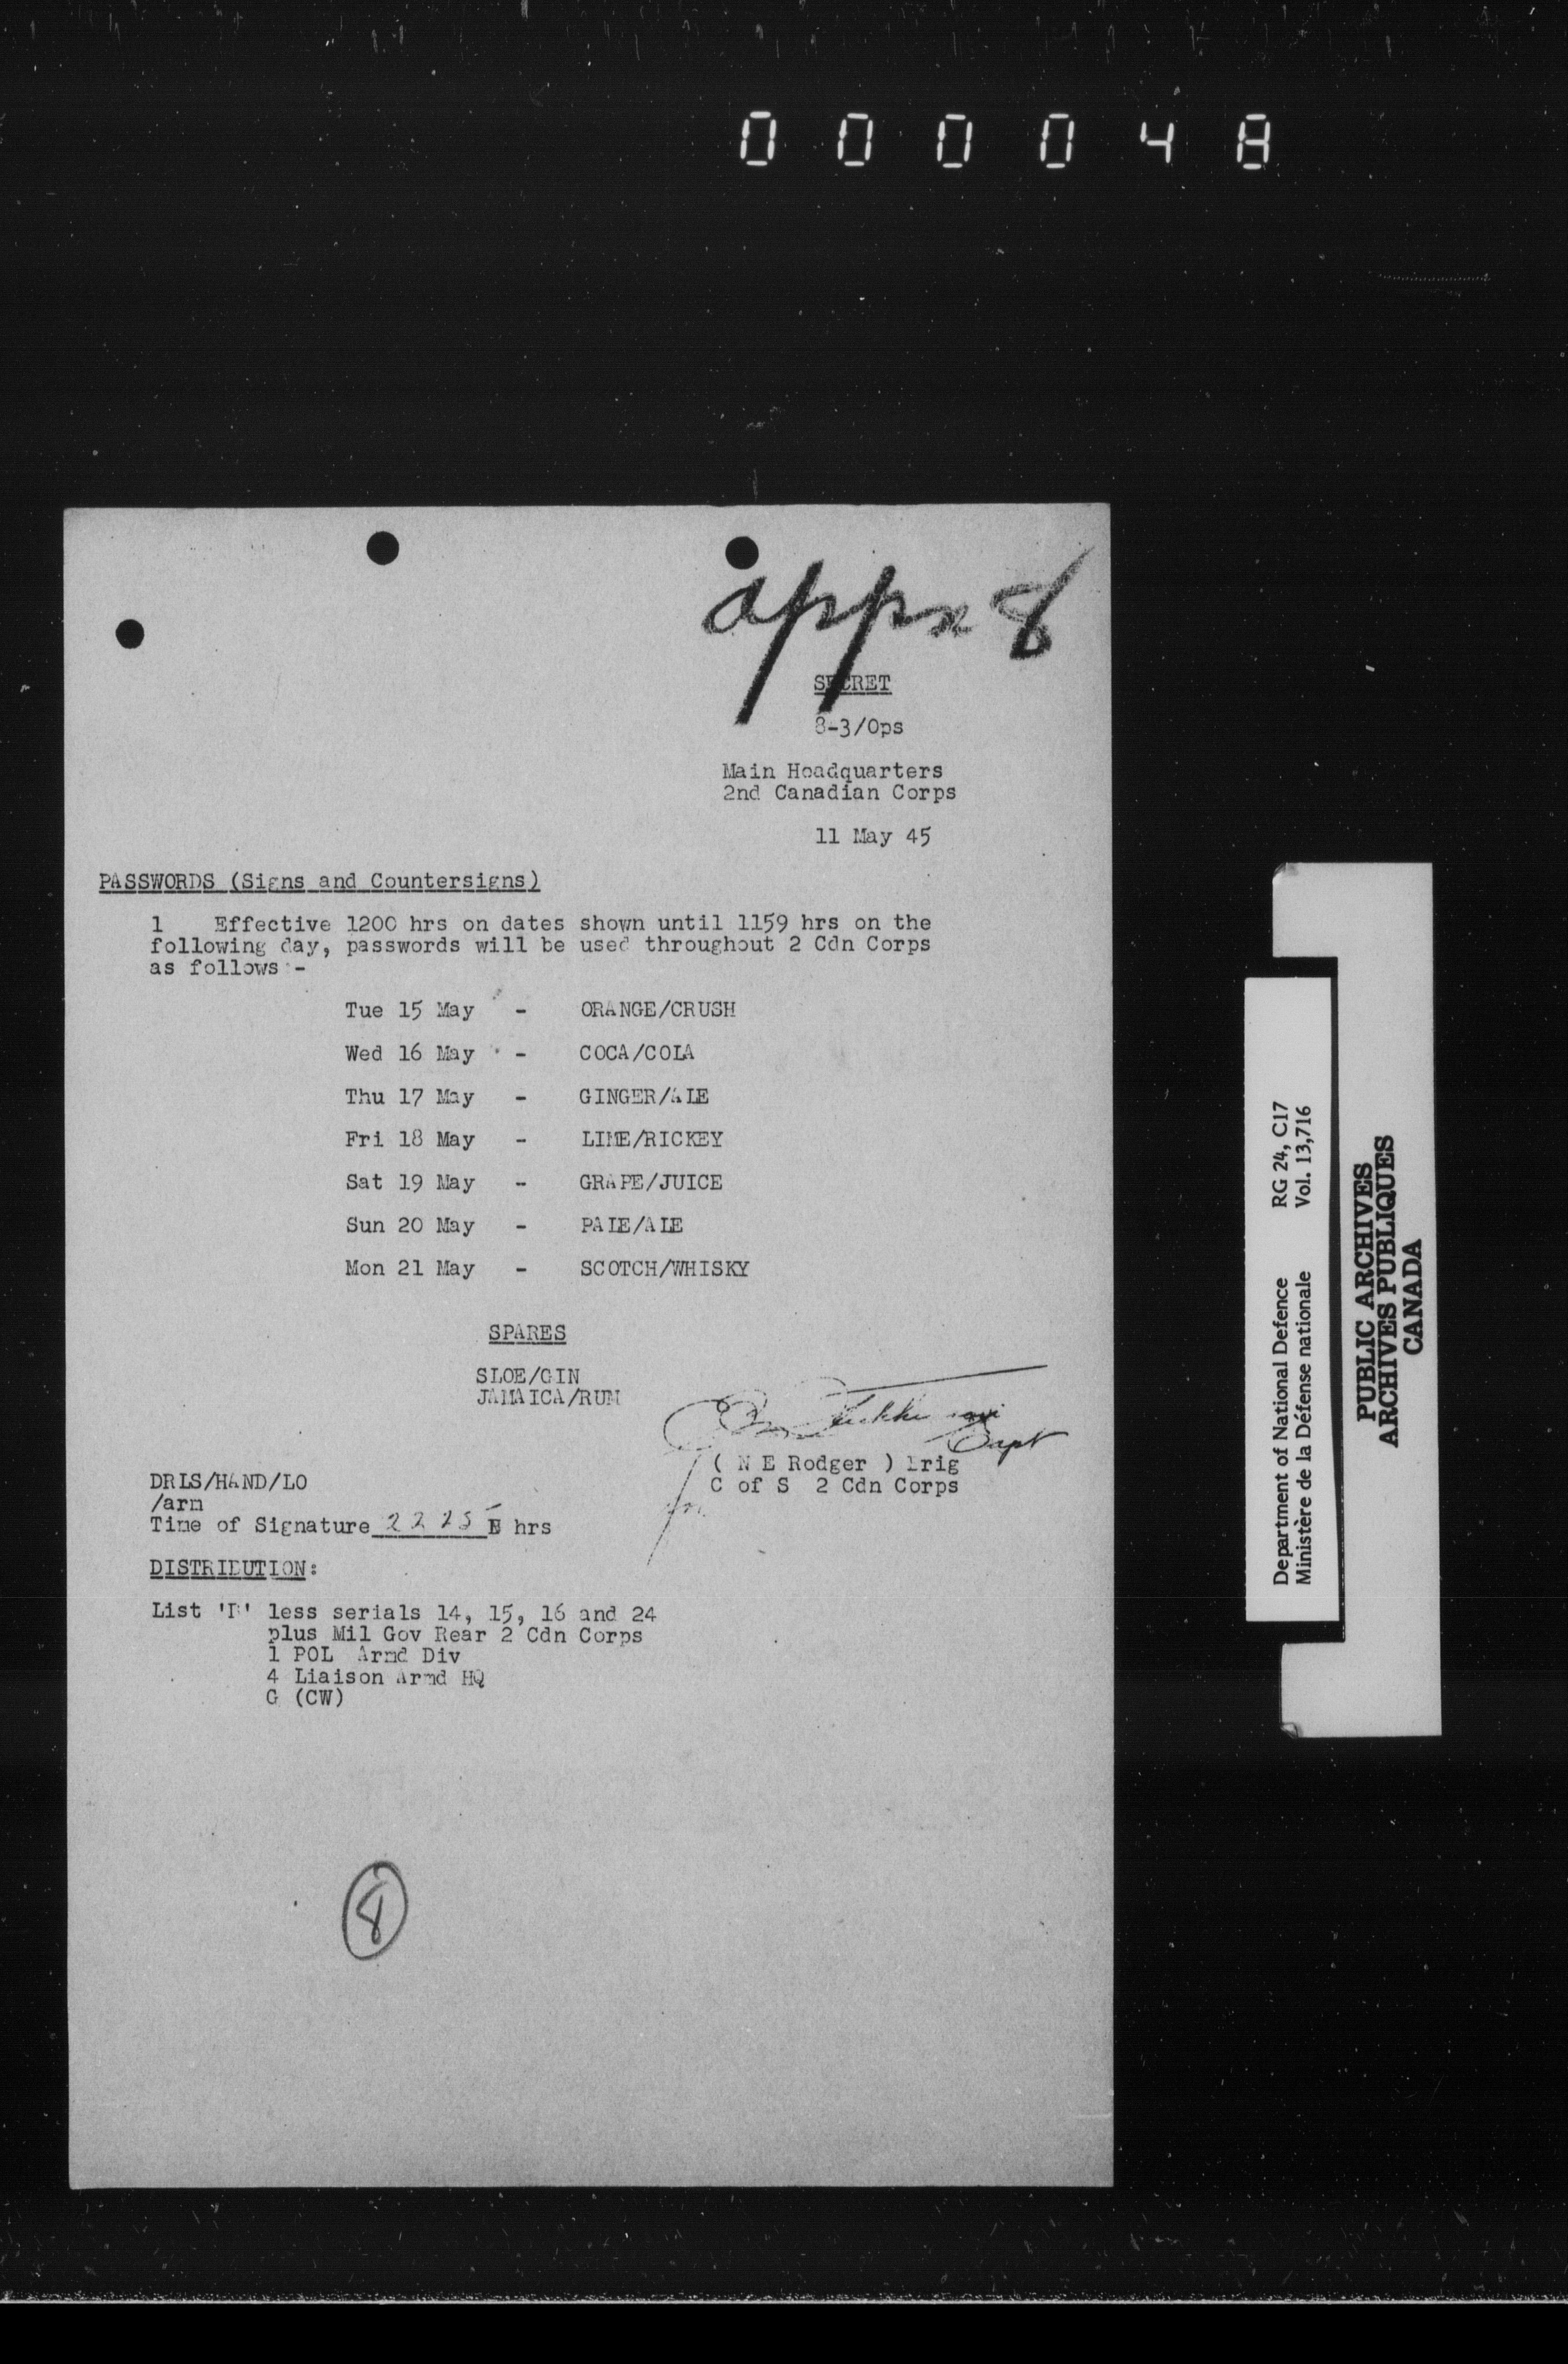 000048
appx 8
SECRET
8-3/Ops
Main Headquarters
2nd Canadian Corps
11 May 45
PASSWORDS (Signs and Countersigns)
1 Effective 1200 hrs on dates shown until 1159 hrs on the
following day, passwords will be used throughout 2 Cdn Corps
as follows :-
Tue 15 May - ORANGE/CRUSH
Wed 16 May - COCA/COLA
Thu 17 May - GINGER/ALE
Fri 18 May - LIME/RICKEY
Sat 19 May - GRAPE/JUICE
Sun 20 May - PALE/ALE
Mon 21 May - SCOTCH/WHISKY
SPARES
SLOE/GIN
JAMAICA/RUM
Capt
( N E Rodger ) Brig
for C of S 2 Cdn Corps
DRLS/HAND/LO
/arm
Time of Signature 2225 B hrs
DISTRIBUTION:
List 'B' less serials 14, 15, 16 and 24
plus Mil Gov Rear 2 Cdn Corps
1 POL Armd Div
4 Liaison Armd HQ
G (CW)
8
Department of National Defence RG 24, C17
Ministère de la Défense nationale Vol. 13,716
PUBLIC ARCHIVES
ARCHIVES PUBLIQUES
CANADA